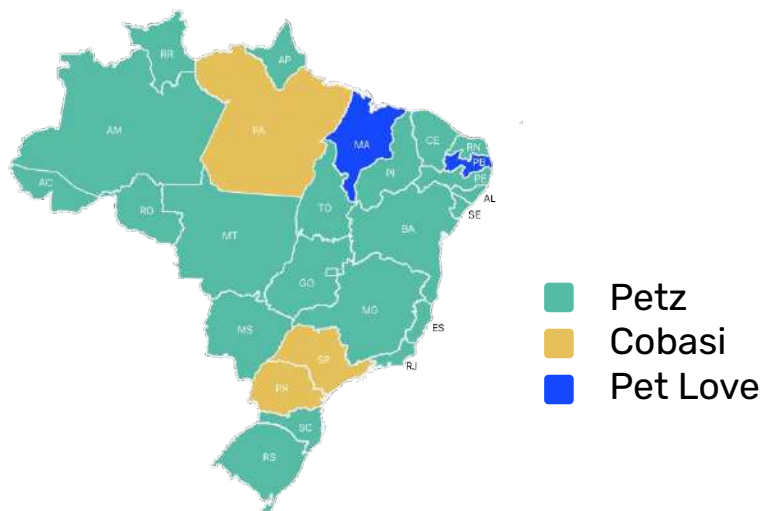 RR
AP
AM
PA
MA
CE
RN
PB
PI
PE
AC
AL
TO
RO
SE
BA
MT
GO
MG
MS
ES
SP
RJ
PR
SC
RS
Petz
Cobasi
Pet Love